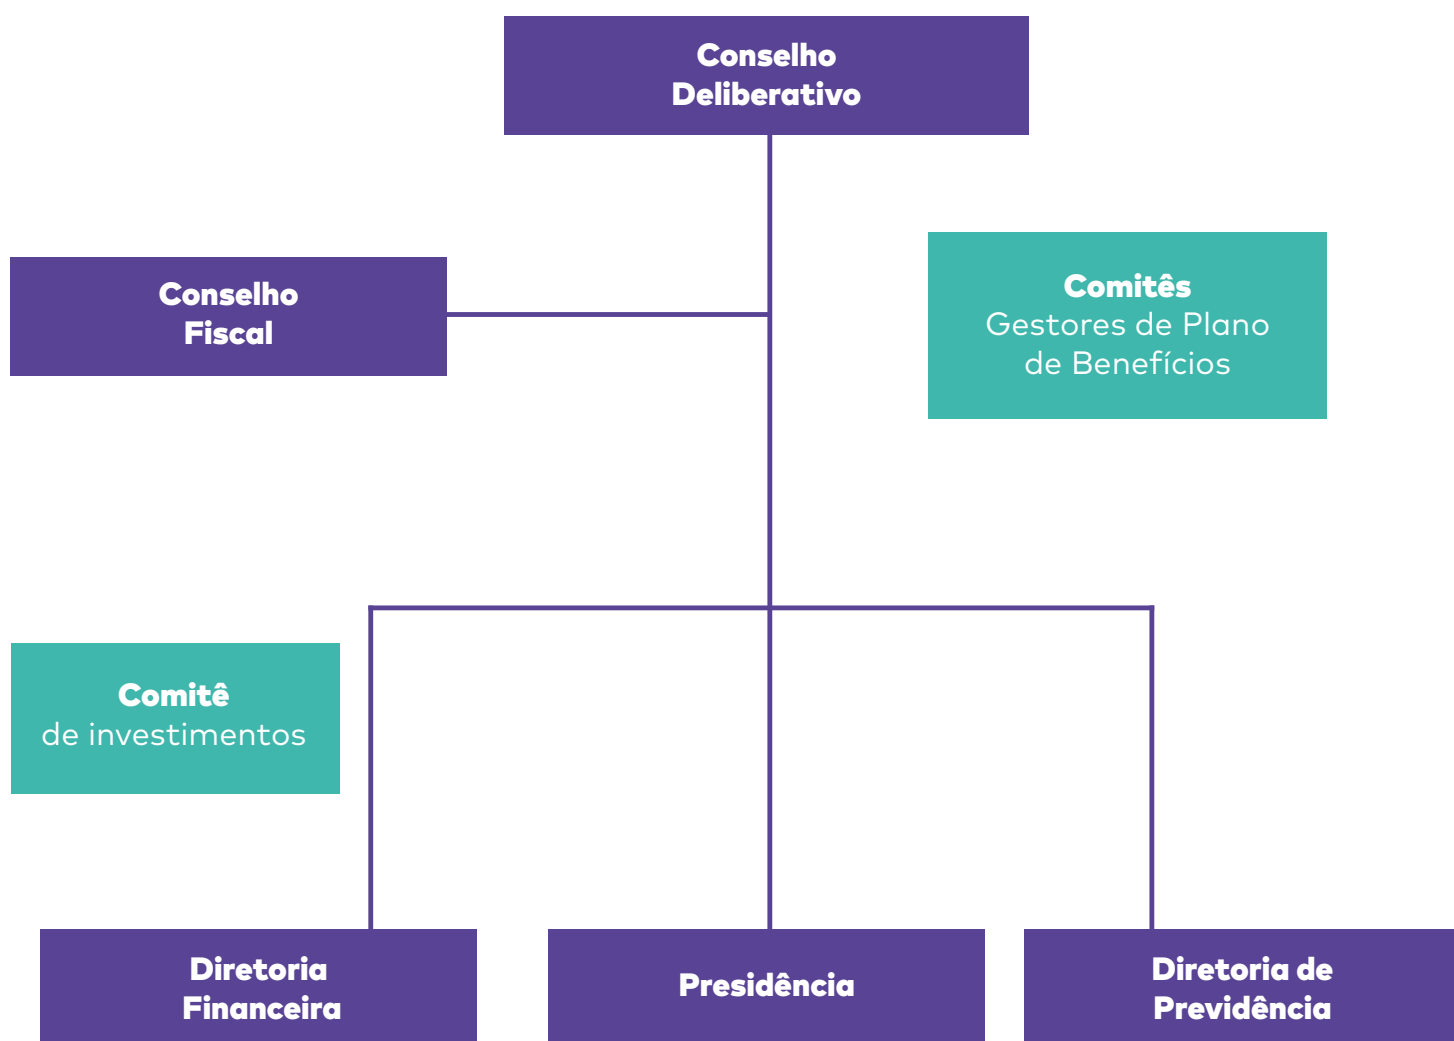 Conselho
Deliberativo
Conselho
Fiscal
Comitês
Gestores de Plano
de Benefícios
Comitê
de investimentos
Diretoria
Financeira
Presidência
Diretoria de
Previdência